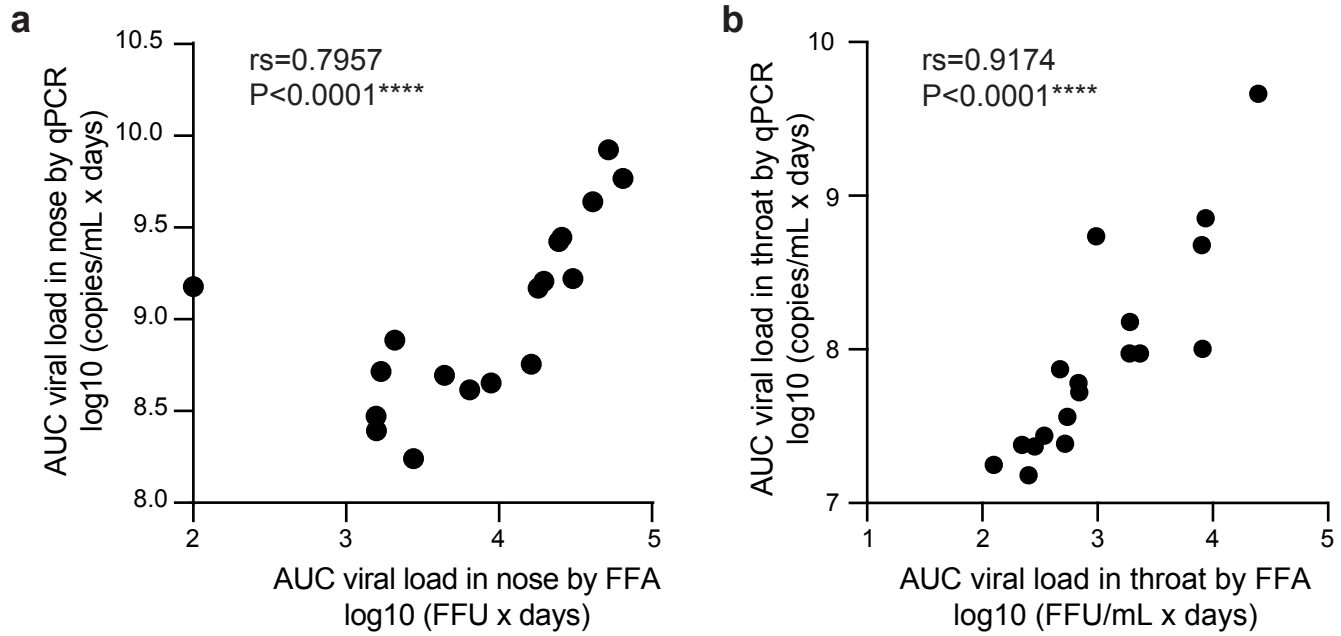 a
rs=0.7957
P<0.0001****
AUC viral load in nose by qPCR
log10 (copies/mL x days)
10.5
10.0
9.5
9.0
8.5
8.0
2
3
4
5
AUC viral load in nose by FFA
log10 (FFU x days)
b
rs=0.9174
P<0.0001****
AUC viral load in throat by qPCR
log10 (copies/mL x days)
10
9
8
7
1
2
3
4
5
AUC viral load in throat by FFA
log10 (FFU/mL x days)